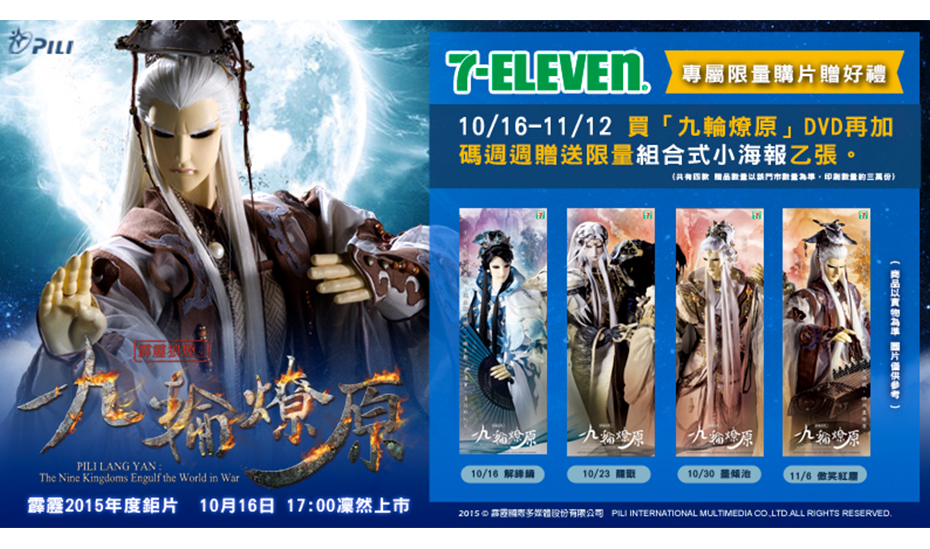 PILI
霹靂狼煙
九輪燎原
PILI LANG YAN :
The Nine Kingdoms Engulf the World in War
霹靂2015年度鉅片 10月16日 17:00凜然上市
7-ELEVEN
專屬限量購片贈好禮
10/16-11/12 買「九輪燎原」DVD再加
碼週週贈送限量組合式小海報乙張。
(共有四款 贈品數量以該門市數量為準,印刷數量約三萬份)
九輪燎原
九輪燎原
九輪燎原
九輪燎原
10/16 解鋒鏑
10/23 黯戩
10/30 墨傾池
11/6 傲笑紅塵
(商品以實物為準 圖片僅供參考)
2015 © 霹靂國際多媒體股份有限公司 PILI INTERNATIONAL MULTIMEDIA CO.,LTD.ALL RIGHTS RESERVED.